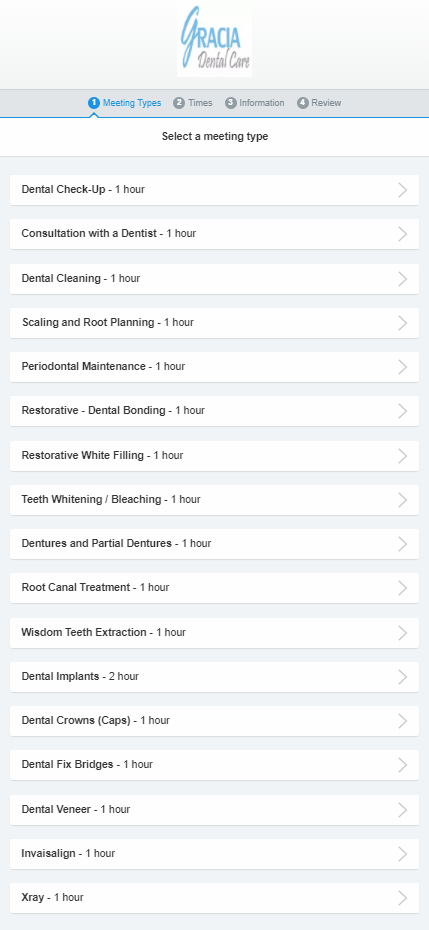 GRACIA
Dental Care
1 Meeting Types 2 Times 3 Information 4 Review
Select a meeting type
Dental Check-Up - 1 hour
Consultation with a Dentist - 1 hour
Dental Cleaning - 1 hour
Scaling and Root Planning - 1 hour
Periodontal Maintenance - 1 hour
Restorative - Dental Bonding - 1 hour
Restorative White Filling - 1 hour
Teeth Whitening / Bleaching - 1 hour
Dentures and Partial Dentures - 1 hour
Root Canal Treatment - 1 hour
Wisdom Teeth Extraction - 1 hour
Dental Implants - 2 hour
Dental Crowns (Caps) - 1 hour
Dental Fix Bridges - 1 hour
Dental Veneer - 1 hour
Invaisalign - 1 hour
Xray - 1 hour